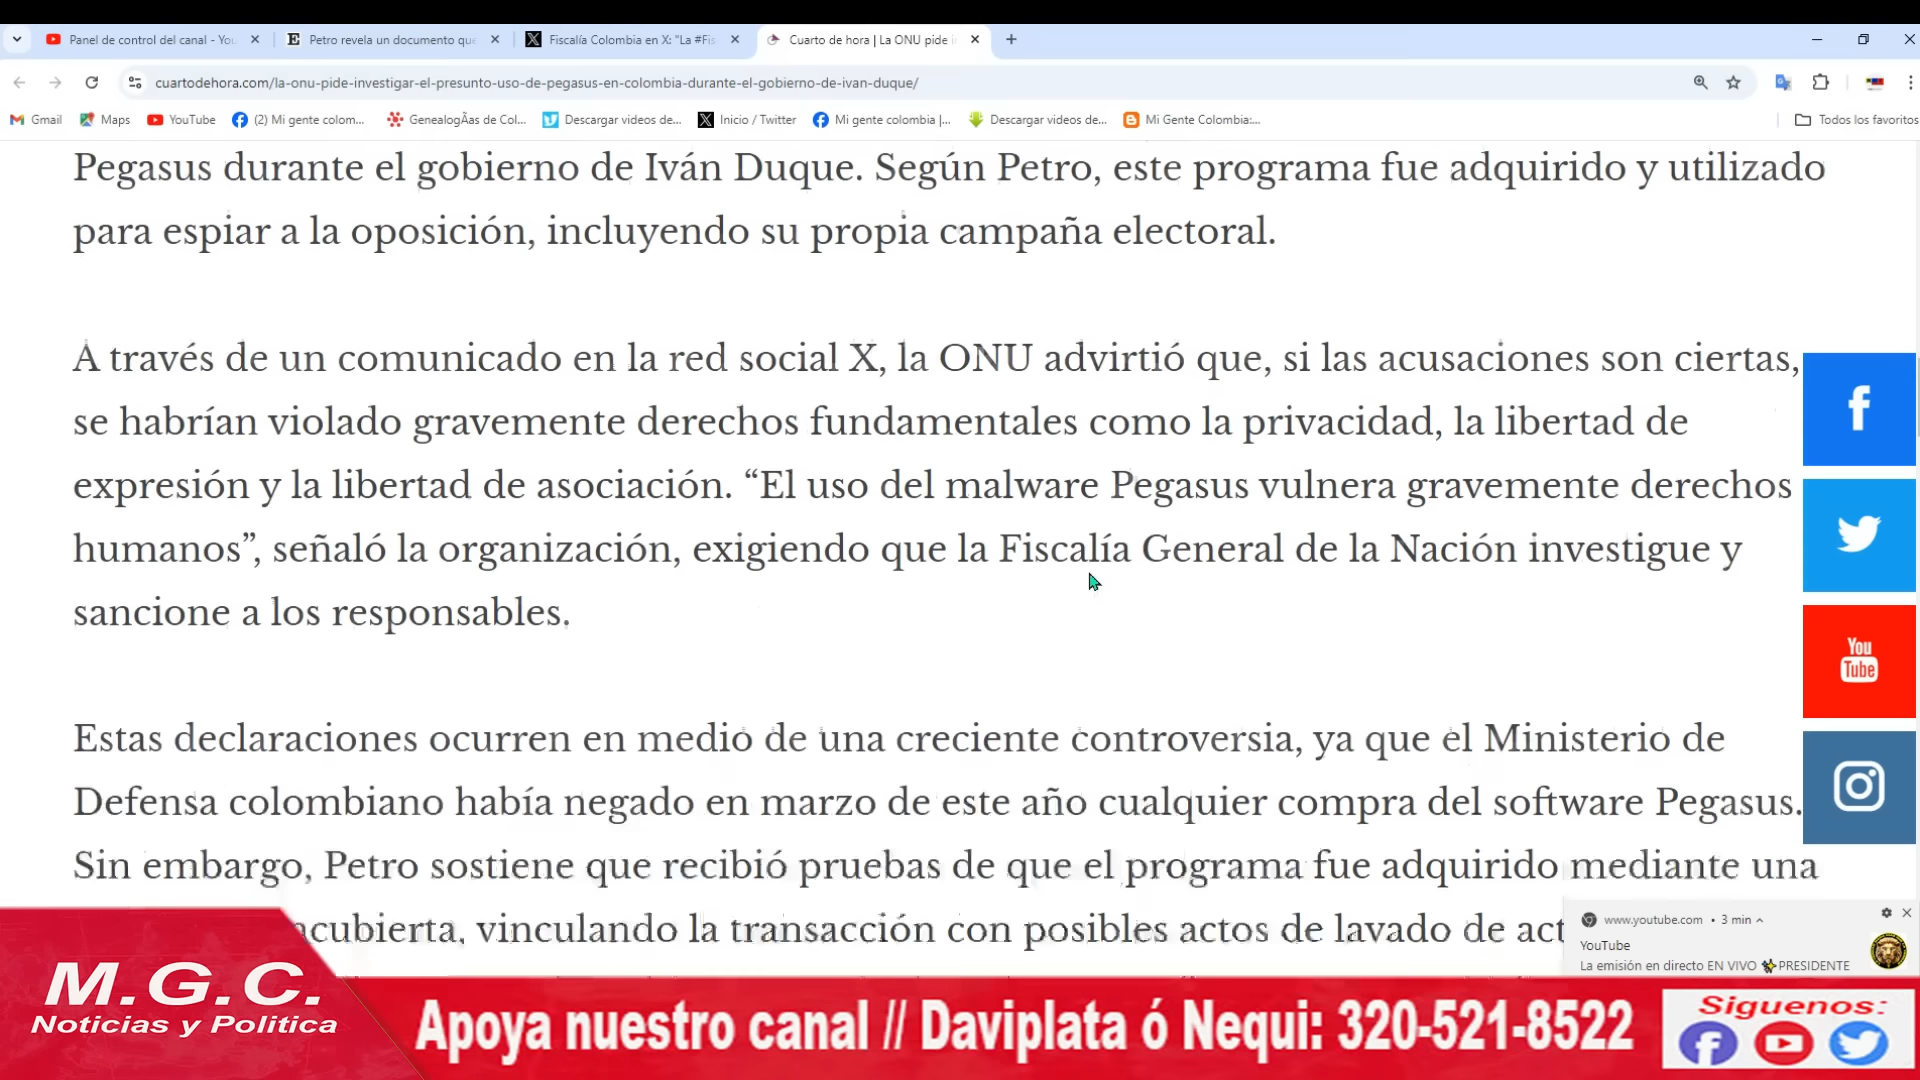 Panel de control del canal - You
Petro revela un documento que
Fiscalía Colombia en X: "La #Fis
Cuarto de hora | La ONU pide i
cuartodehora.com/la-onu-pide-investigar-el-presunto-uso-de-pegasus-en-colombia-durante-el-gobierno-de-ivan-duque/
Gmail
Maps
YouTube
(2) Mi gente colom...
GenealogÃas de Col...
Descargar videos de...
Inicio / Twitter
Mi gente colombia |...
Descargar videos de...
Mi Gente Colombia:...
Todos los favoritos
Pegasus durante el gobierno de Iván Duque. Según Petro, este programa fue adquirido y utilizado
para espiar a la oposición, incluyendo su propia campaña electoral.
A través de un comunicado en la red social X, la ONU advirtió que, si las acusaciones son ciertas,
se habrían violado gravemente derechos fundamentales como la privacidad, la libertad de
expresión y la libertad de asociación. “El uso del malware Pegasus vulnera gravemente derechos
humanos”, señaló la organización, exigiendo que la Fiscalía General de la Nación investigue y
sancione a los responsables.
Estas declaraciones ocurren en medio de una creciente controversia, ya que el Ministerio de
Defensa colombiano había negado en marzo de este año cualquier compra del software Pegasus.
Sin embargo, Petro sostiene que recibió pruebas de que el programa fue adquirido mediante una
ncubierta, vinculando la transacción con posibles actos de lavado de act
You
Tube
www.youtube.com • 3 min
YouTube
La emisión en directo EN VIVO ✨PRESIDENTE
M.G.C.
Noticias y Politica
Apoya nuestro canal // Daviplata ó Nequi: 320-521-8522
Siguenos: